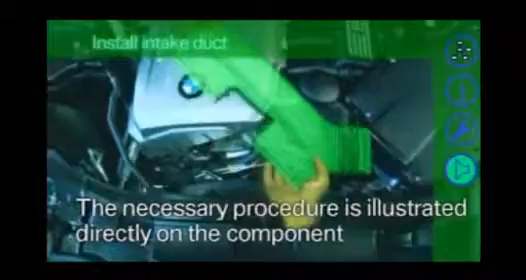 Install intake duct
The necessary procedure is illustrated
directly on the component